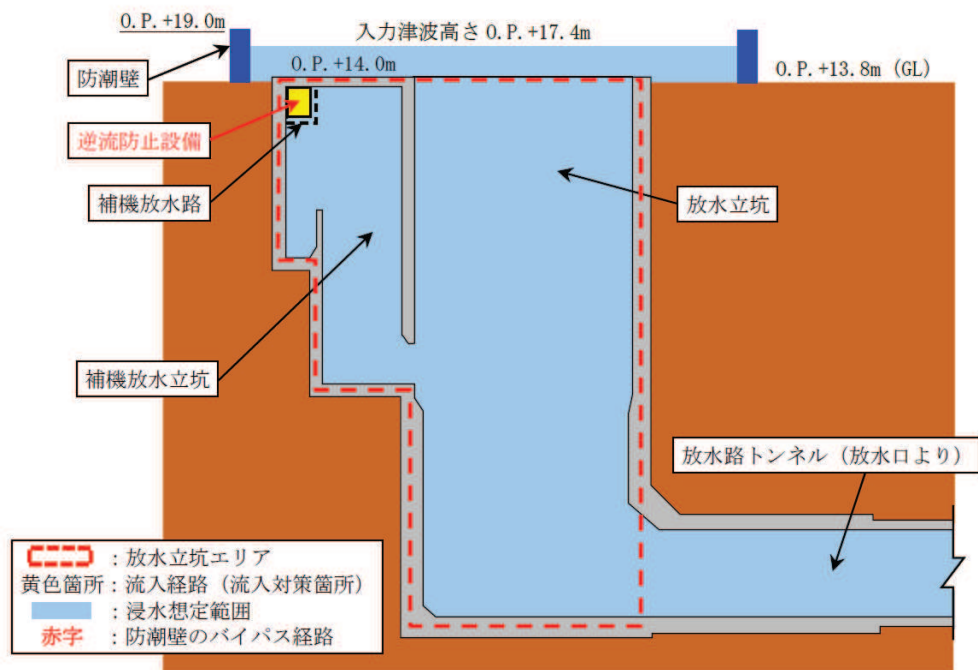 O.P.+19.0m
入力津波高さO.P.+17.4m
防潮壁
O.P.+14.0m
O.P.+13.8m (GL)
逆流防止設備
補機放水路
放水立坑
補機放水立坑
放水路トンネル（放水口より）
：放水立坑エリア
黄色箇所：流入経路（流入対策箇所）
：浸水想定範囲
赤字：防潮壁のバイパス経路